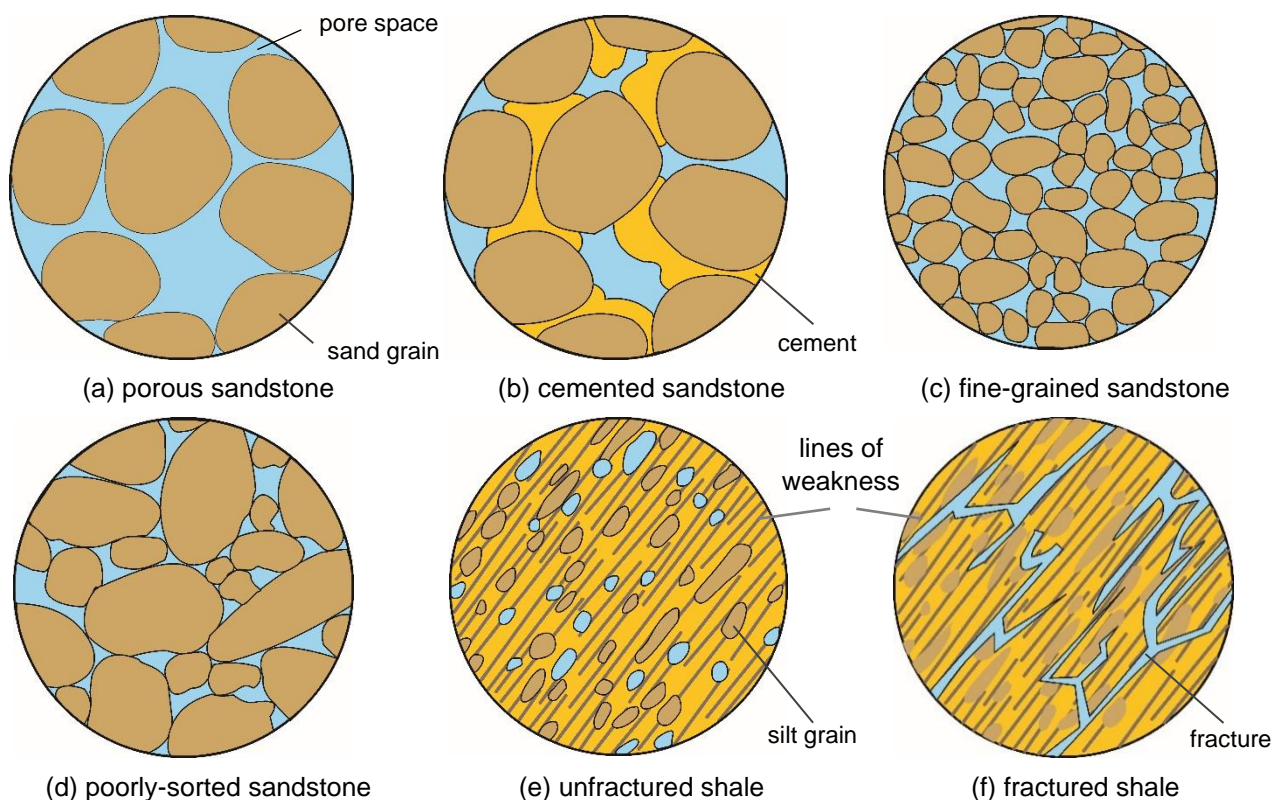 pore space
sand grain
cement
(a) porous sandstone
(b) cemented sandstone
(c) fine-grained sandstone
lines of
weakness
silt grain
fracture
(d) poorly-sorted sandstone
(e) unfractured shale
(f) fractured shale